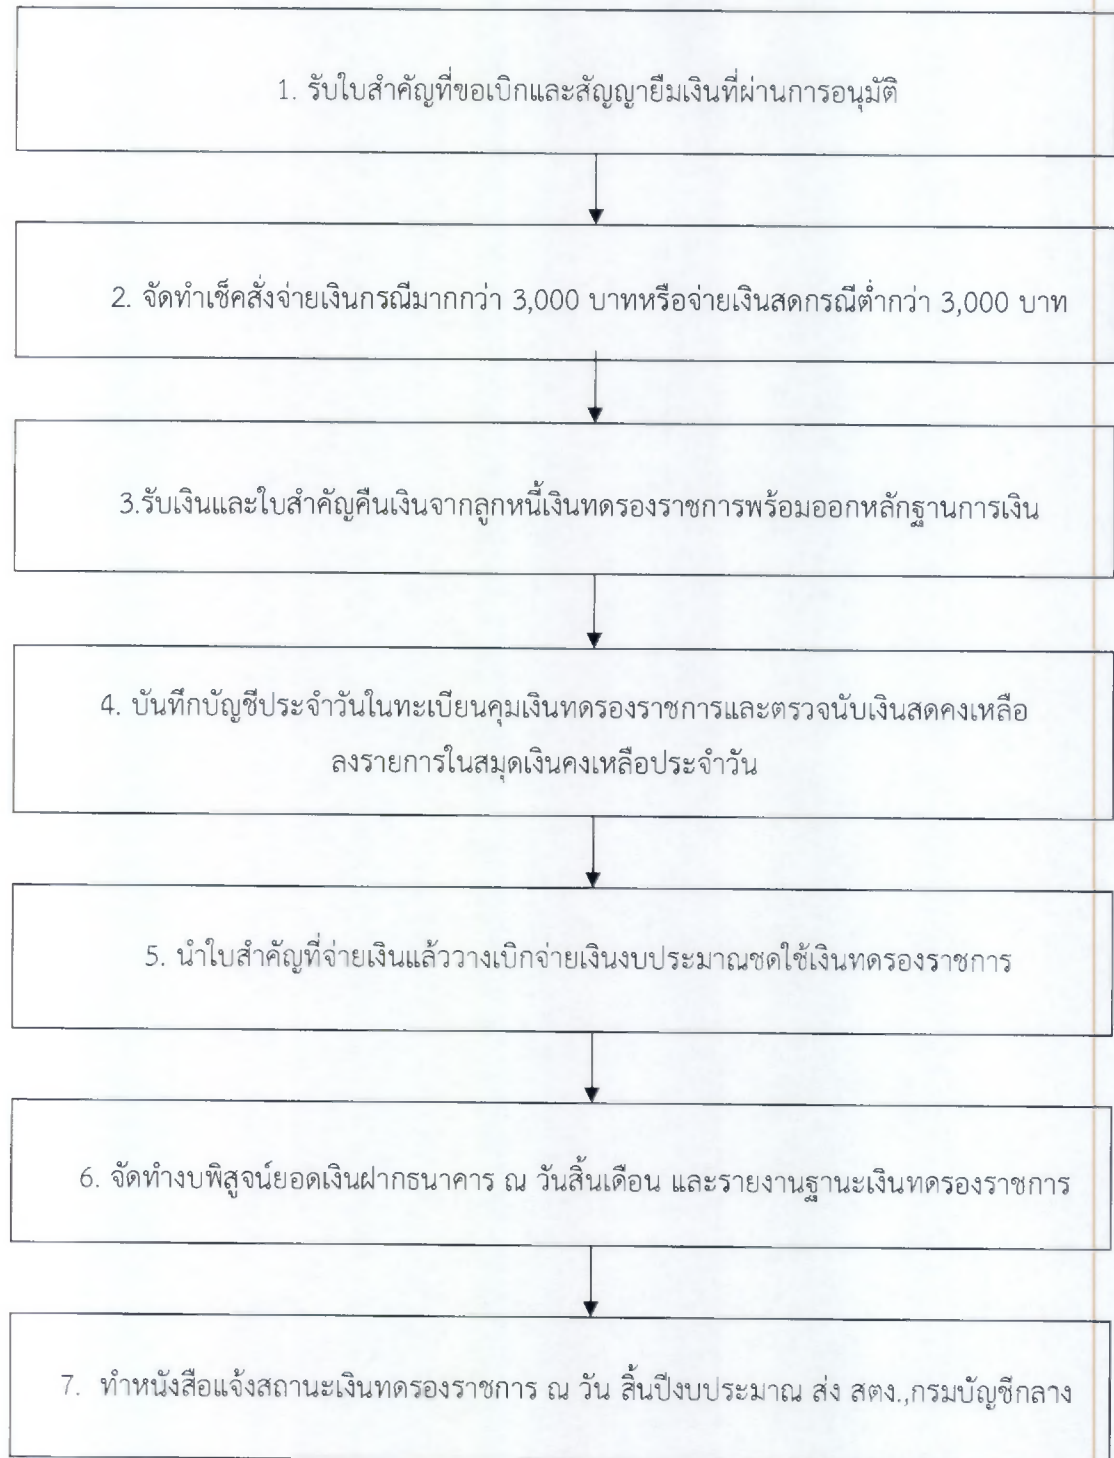 1. รับใบสำคัญที่ขอเบิกและสัญญายืมเงินที่ผ่านการอนุมัติ
2. จัดทำเช็คสั่งจ่ายเงินกรณีมากกว่า 3,000 บาทหรือจ่ายเงินสดกรณีต่ำกว่า 3,000 บาท
3.รับเงินและใบสำคัญคืนเงินจากลูกหนี้เงินทดรองราชการพร้อมออกหลักฐานการเงิน
4. บันทึกบัญชีประจำวันในทะเบียนคุมเงินทดรองราชการและตรวจนับเงินสดคงเหลือ
ลงรายการในสมุดเงินคงเหลือประจำวัน
5. นำใบสำคัญที่จ่ายเงินแล้ววางเบิกจ่ายเงินงบประมาณชดใช้เงินทดรองราชการ
6. จัดทำงบพิสูจน์ยอดเงินฝากธนาคาร ณ วันสิ้นเดือน และรายงานฐานะเงินทดรองราชการ
7. ทำหนังสือแจ้งสถานะเงินทดรองราชการ ณ วัน สิ้นปีงบประมาณ ส่ง สตง.,กรมบัญชีกลาง